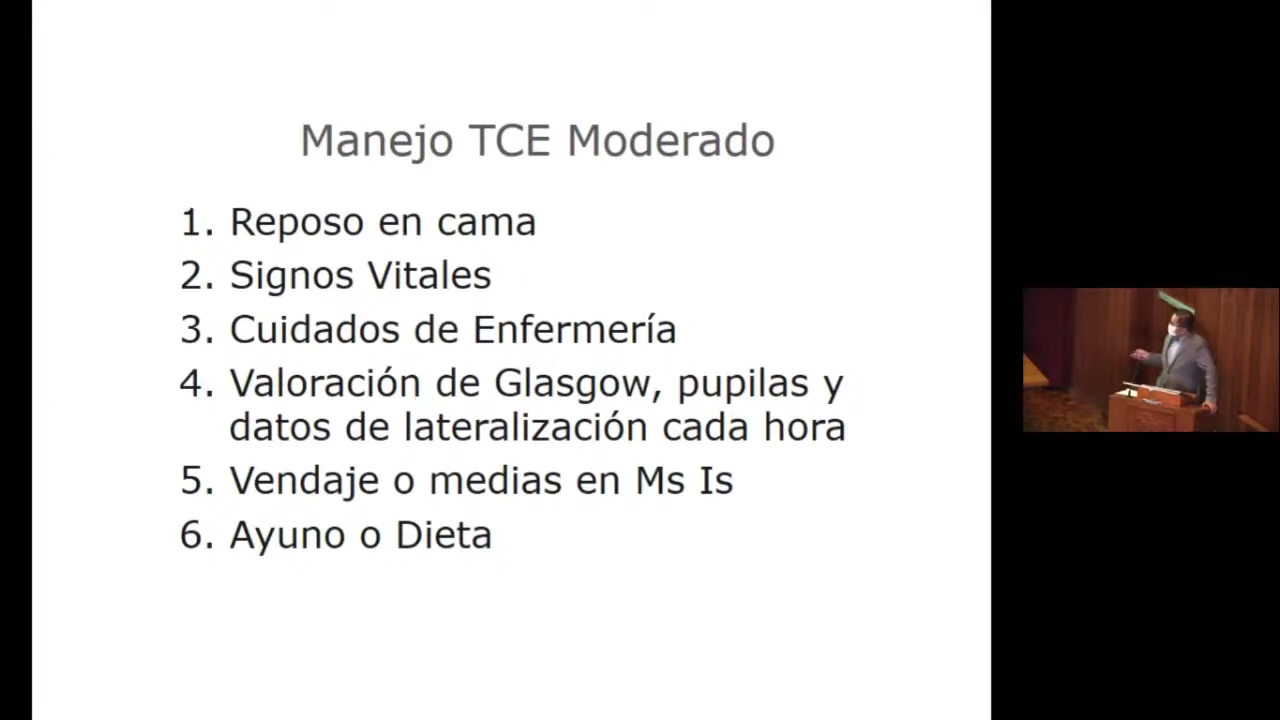 Manejo TCE Moderado
1. Reposo en cama
2. Signos Vitales
3. Cuidados de Enfermería
4. Valoración de Glasgow, pupilas y
datos de lateralización cada hora
5. Vendaje o medias en Ms Is
6. Ayuno o Dieta